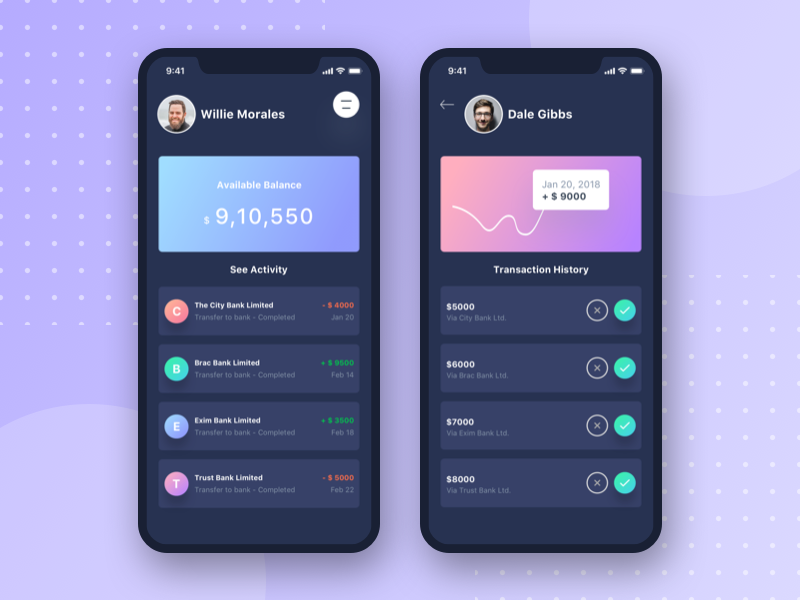 9:41
Willie Morales
Available Balance
$ 9,10,550
See Activity
C
The City Bank Limited
- $ 4000
Transfer to bank - Completed
Jan 20
B
Brac Bank Limited
+ $ 9500
Transfer to bank - Completed
Feb 14
E
Exim Bank Limited
+ $ 3500
Transfer to bank - Completed
Feb 18
T
Trust Bank Limited
- $ 5000
Transfer to bank - Completed
Feb 22
9:41
Dale Gibbs
Jan 20, 2018
+ $ 9000
Transaction History
$5000
Via City Bank Ltd.
$6000
Via Brac Bank Ltd.
$7000
Via Exim Bank Ltd.
$8000
Via Trust Bank Ltd.